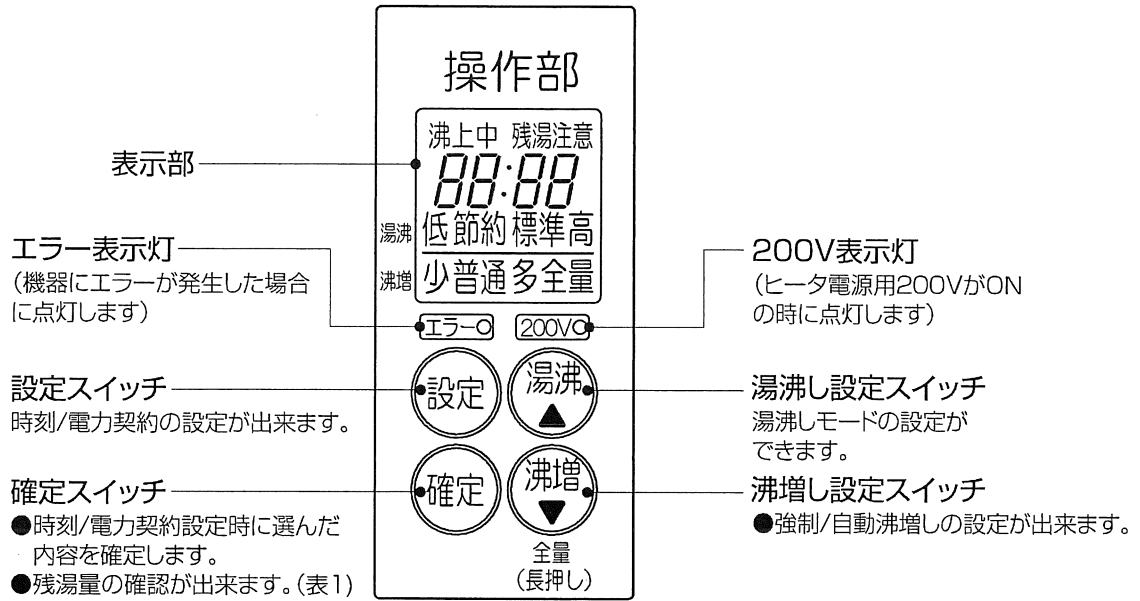 操作部
沸上中 残湯注意
88:88
湯沸 低 節約 標準 高
沸増 少 普通 多 全量
エラー 200V
設定 湯沸
▲
確定 沸増
▼
全量
(長押し)
表示部
エラー表示灯
(機器にエラーが発生した場合
に点灯します)
設定スイッチ
時刻/電力契約の設定が出来ます。
確定スイッチ
●時刻/電力契約設定時に選んだ
内容を確定します。
●残湯量の確認が出来ます。(表1)
200V表示灯
(ヒータ電源用200VがON
の時に点灯します)
湯沸し設定スイッチ
湯沸しモードの設定が
できます。
沸増し設定スイッチ
●強制/自動沸増しの設定が出来ます。